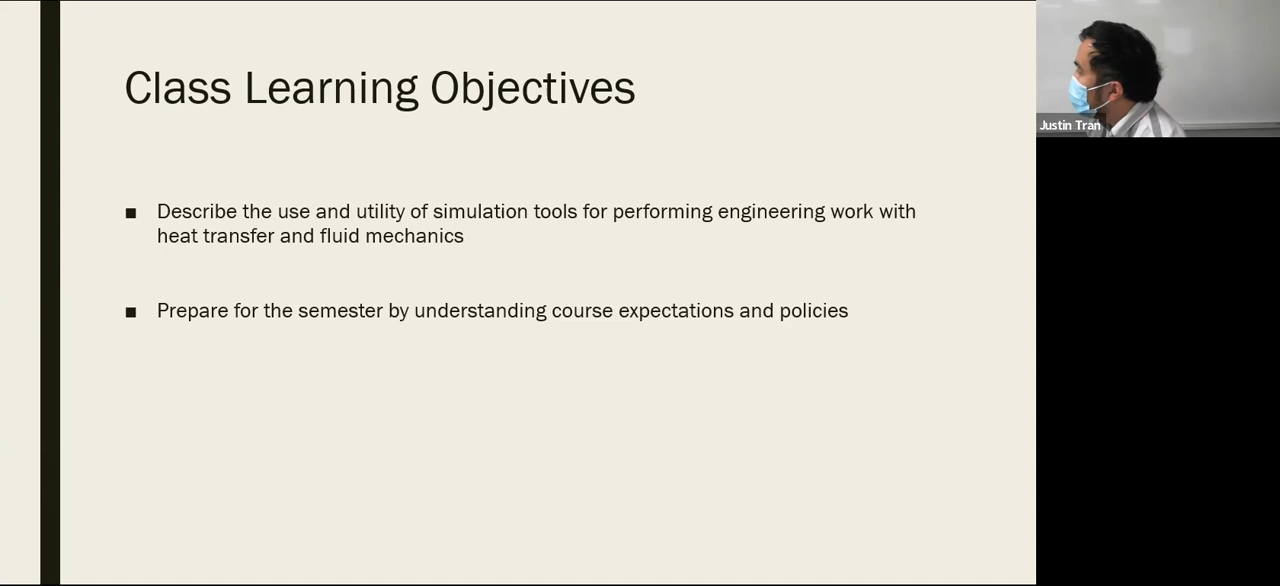 Class Learning Objectives
■ Describe the use and utility of simulation tools for performing engineering work with
heat transfer and fluid mechanics
■ Prepare for the semester by understanding course expectations and policies
Justin Tran